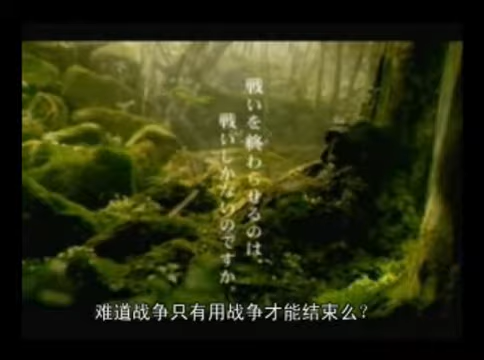 戦いを終わらせるのは、
戦いしかないのですか。
难道战争只有用战争才能结束么？